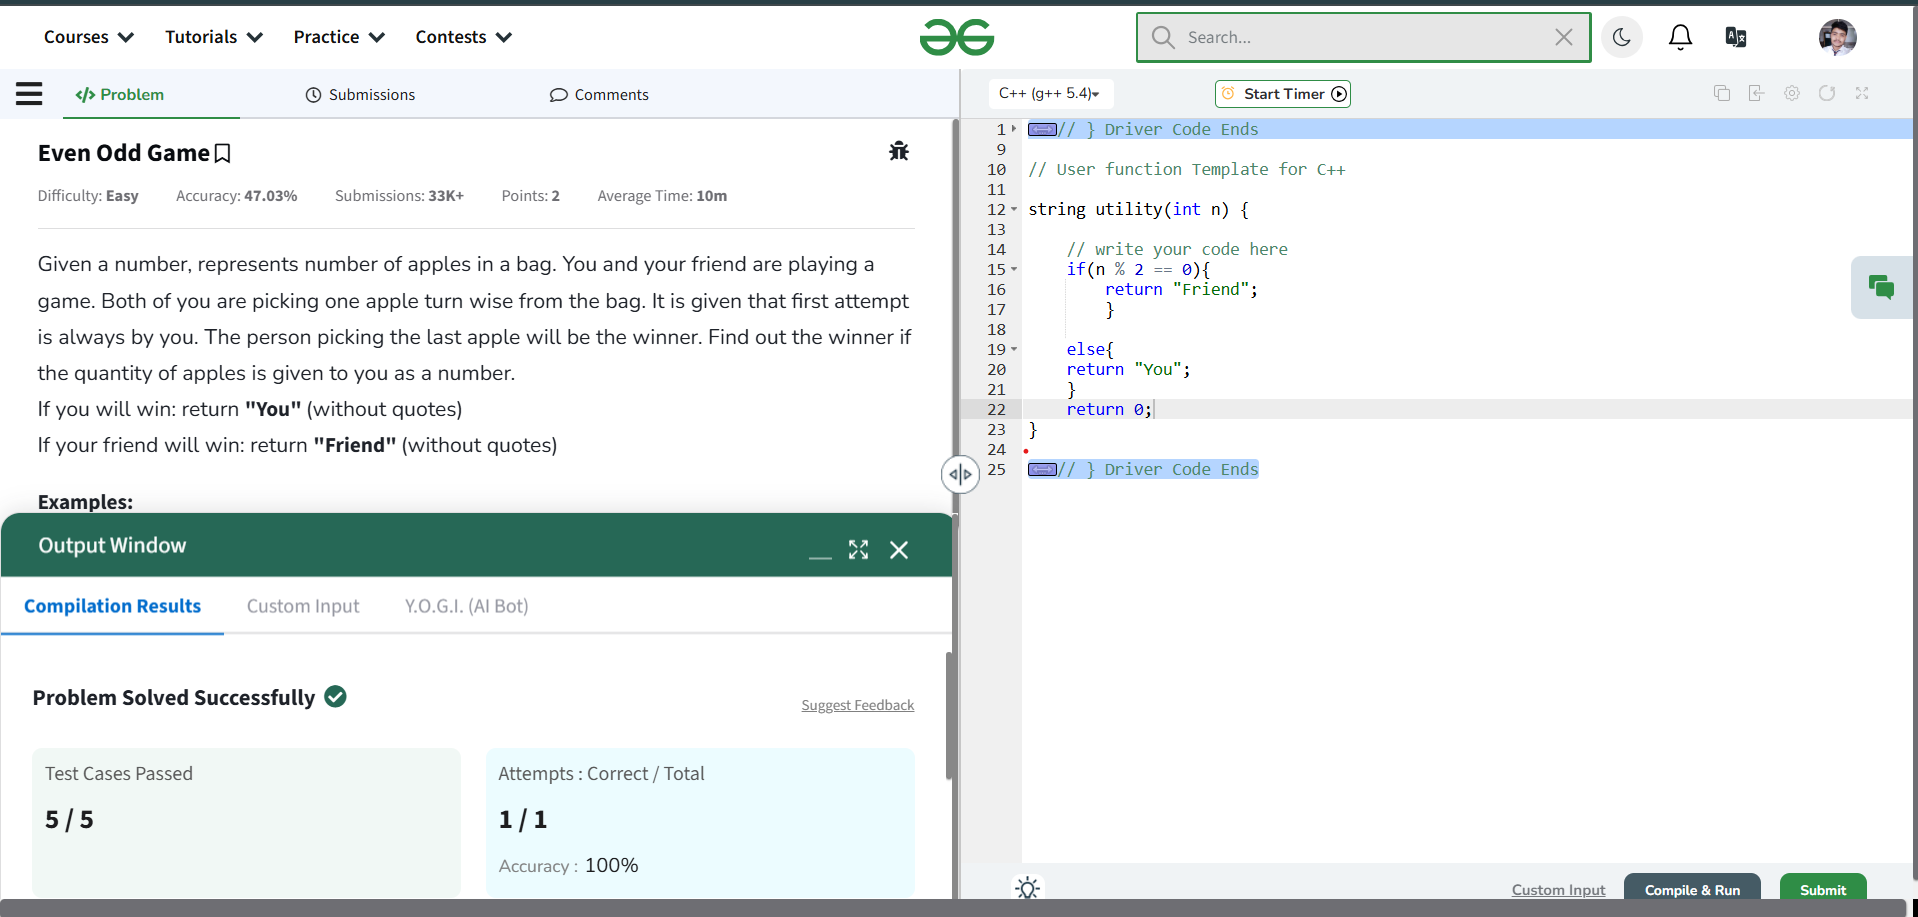 Courses Tutorials Practice Contests Search...
Problem Submissions Comments
Even Odd Game
Difficulty: Easy Accuracy: 47.03% Submissions: 33K+ Points: 2 Average Time: 10m
Given a number, represents number of apples in a bag. You and your friend are playing a
game. Both of you are picking one apple turn wise from the bag. It is given that first attempt
is always by you. The person picking the last apple will be the winner. Find out the winner if
the quantity of apples is given to you as a number.
If you will win: return "You" (without quotes)
If your friend will win: return "Friend" (without quotes)
Examples:
Output Window
Compilation Results Custom Input Y.O.G.I. (AI Bot)
Problem Solved Successfully
Suggest Feedback
Test Cases Passed
5 / 5
Attempts : Correct / Total
1 / 1
Accuracy : 100%
C++ (g++ 5.4) Start Timer
1 // } Driver Code Ends
9
10 // User function Template for C++
11
12 string utility(int n) {
13
14 // write your code here
15 if(n % 2 == 0){
16 return "Friend";
17 }
18
19 else{
20 return "You";
21 }
22 return 0;
23 }
24
25 // } Driver Code Ends
Custom Input Compile & Run Submit